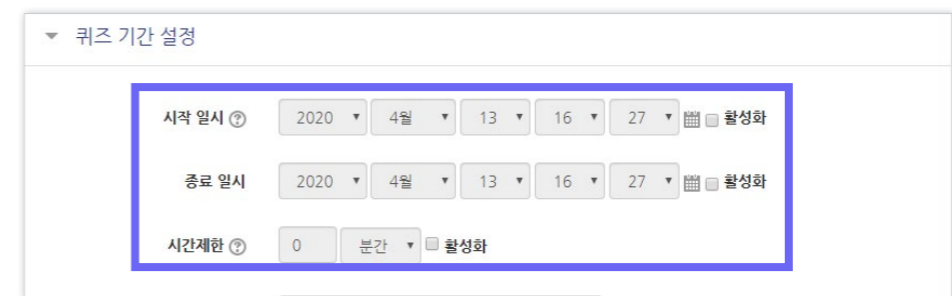 퀴즈 기간 설정
시작 일시 2020 4월 13 16 27 활성화
종료 일시 2020 4월 13 16 27 활성화
시간제한 0 분간 활성화